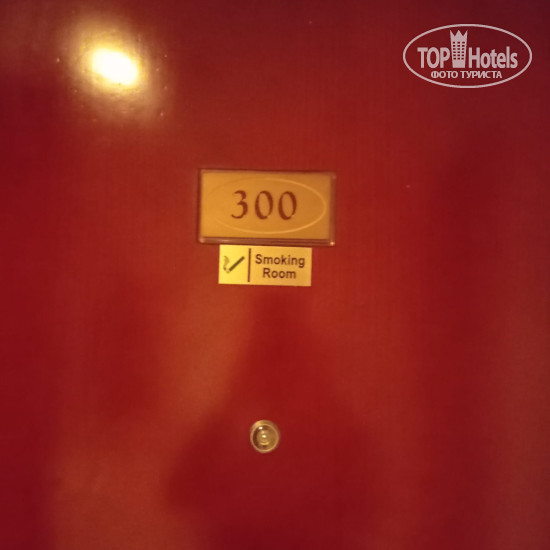 TOP Hotels
ФОТО ТУРИСТА
300
Smoking
Room